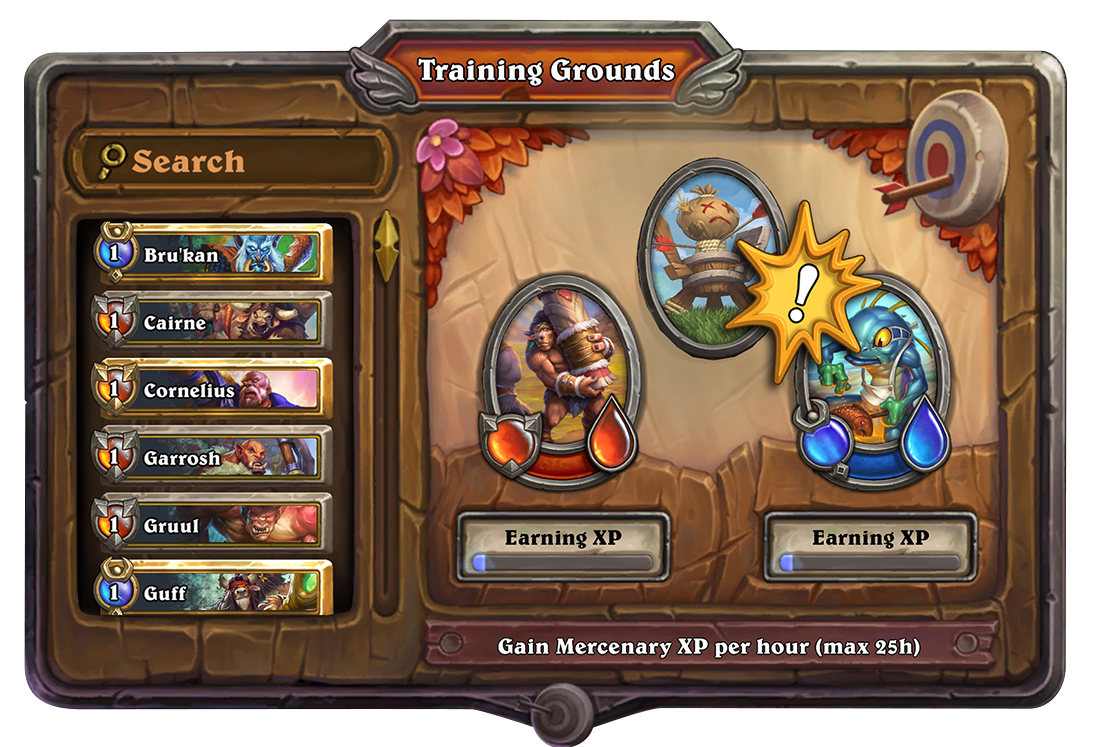 Training Grounds
Search
1 Bru'kan
1 Cairne
1 Cornelius
1 Garrosh
1 Gruul
1 Guff
!
Earning XP
Earning XP
Gain Mercenary XP per hour (max 25h)